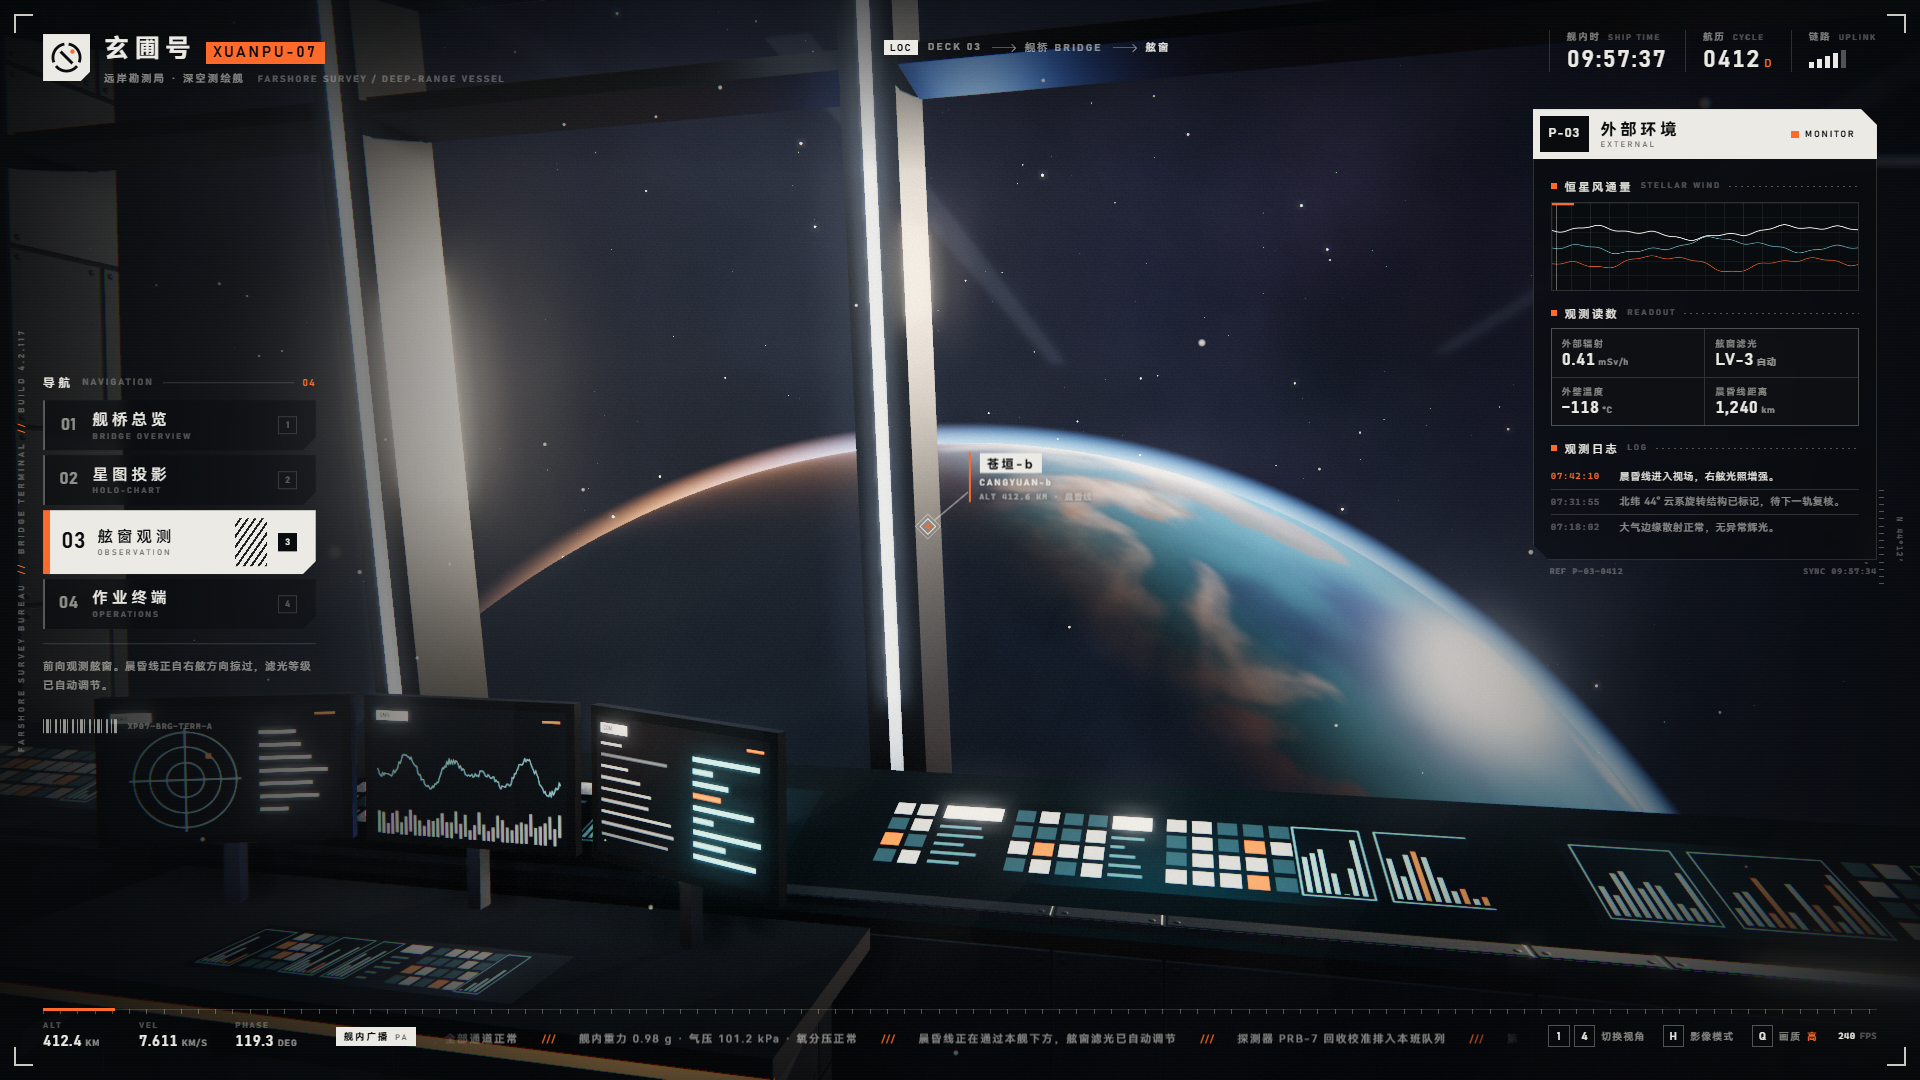 玄圃号 XUANPU-07
远岸勘测局 · 深空测绘舰 FARSHORE SURVEY / DEEP-RANGE VESSEL
LOC DECK 03 舰桥 BRIDGE 舷窗
舰内时 SHIP TIME
09:57:37
航历 CYCLE
0412 D
链路 UPLINK
P-03 外部环境
EXTERNAL
MONITOR
恒星风通量 STELLAR WIND
观测读数 READOUT
外部辐射
0.41 mSv/h
舷窗滤光
LV-3 自动
外壁温度
-118 °C
晨昏线距离
1,240 km
观测日志 LOG
07:42:10 晨昏线进入视场，右舷光照增强。
07:31:55 北纬 44° 云系旋转结构已标记，待下一轨复核。
07:18:02 大气边缘散射正常，无异常辉光。
REF P-03-0412
SYNC 09:57:34
N 44°12'
FARSHORE SURVEY BUREAU // BRIDGE TERMINAL // BUILD 4.2.117
导航 NAVIGATION 04
01 舰桥总览 1
BRIDGE OVERVIEW
02 星图投影 2
HOLO-CHART
03 舷窗观测 3
OBSERVATION
04 作业终端 4
OPERATIONS
前向观测舷窗。晨昏线正自右舷方向掠过，滤光等级
已自动调节。
XP07-BRG-TERM-A
苍垣-b
CANGYUAN-b
ALT 412.6 KM · 晨昏线
ALT
412.4 KM
VEL
7.611 KM/S
PHASE
119.3 DEG
舰内广播 PA
全部通道正常 /// 舰内重力 0.98 g · 气压 101.2 kPa · 氧分压正常 /// 晨昏线正在通过本舰下方，舷窗滤光已自动调节 /// 探测器 PRB-7 回收校准排入本班队列 ///
1 4 切换视角 H 影像模式 Q 画质 高 240 FPS